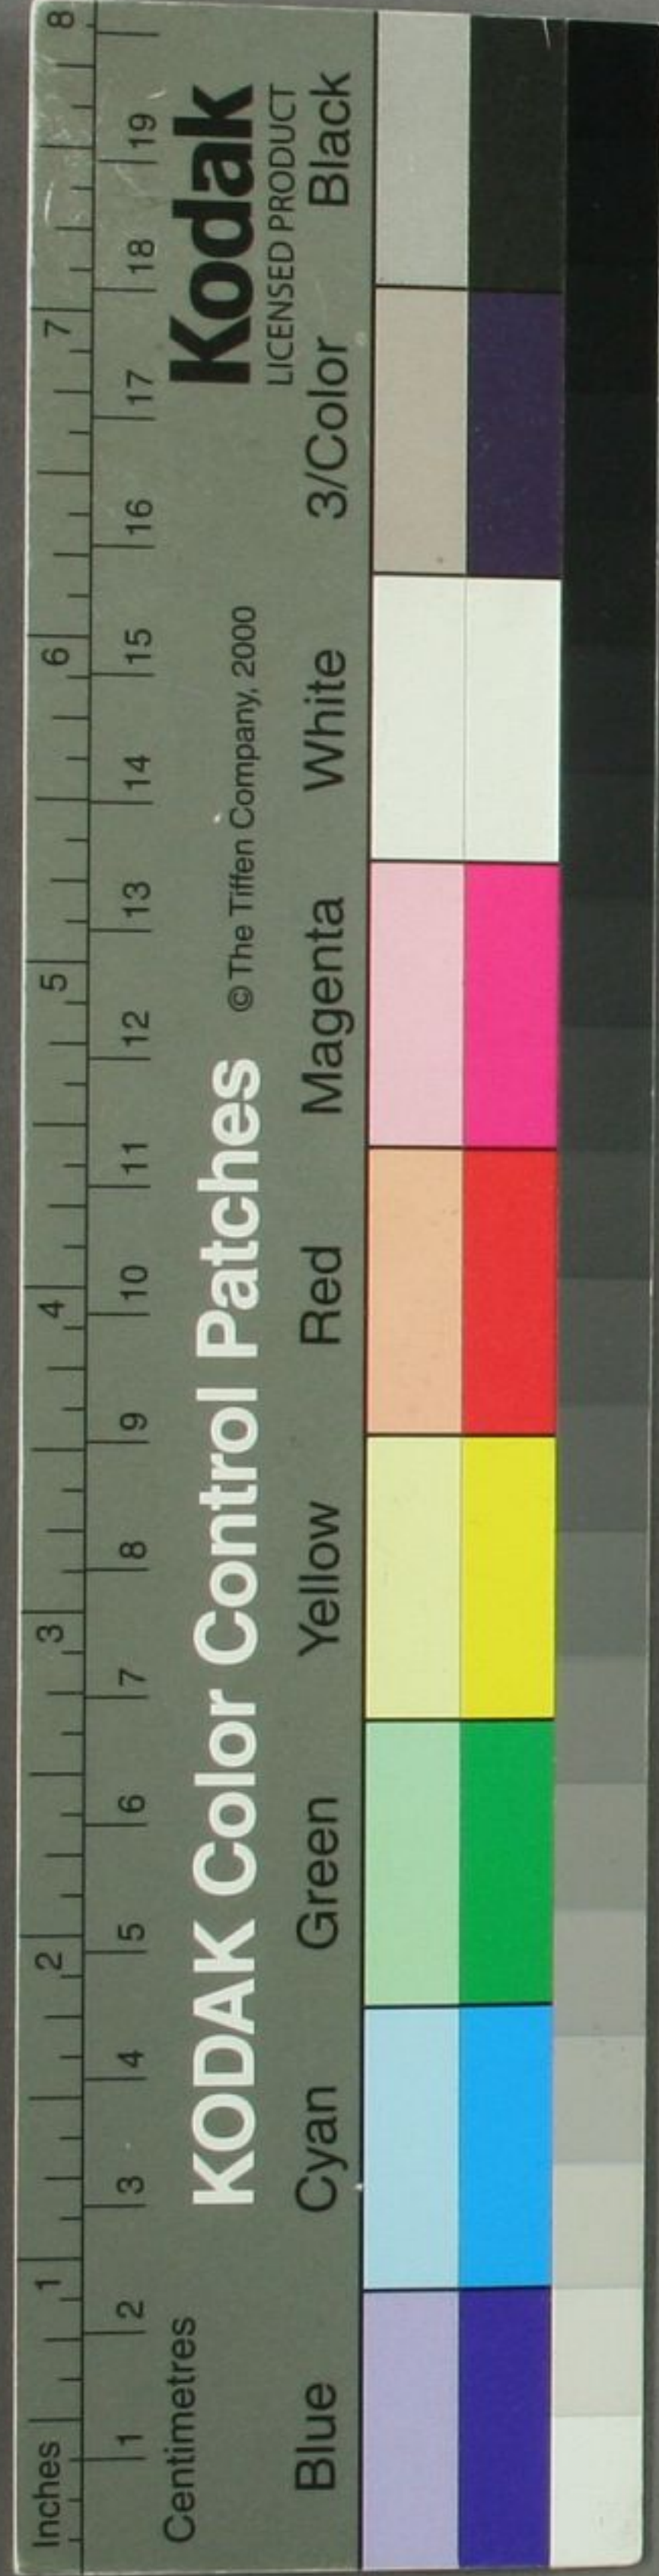 Inches 1 2 3 4 5 6 7 8
Centimetres 1 2 3 4 5 6 7 8 9 10 11 12 13 14 15 16 17 18 19
KODAK Color Control Patches © The Tiffen Company, 2000 Kodak
LICENSED PRODUCT
Blue Cyan Green Yellow Red Magenta White 3/Color Black